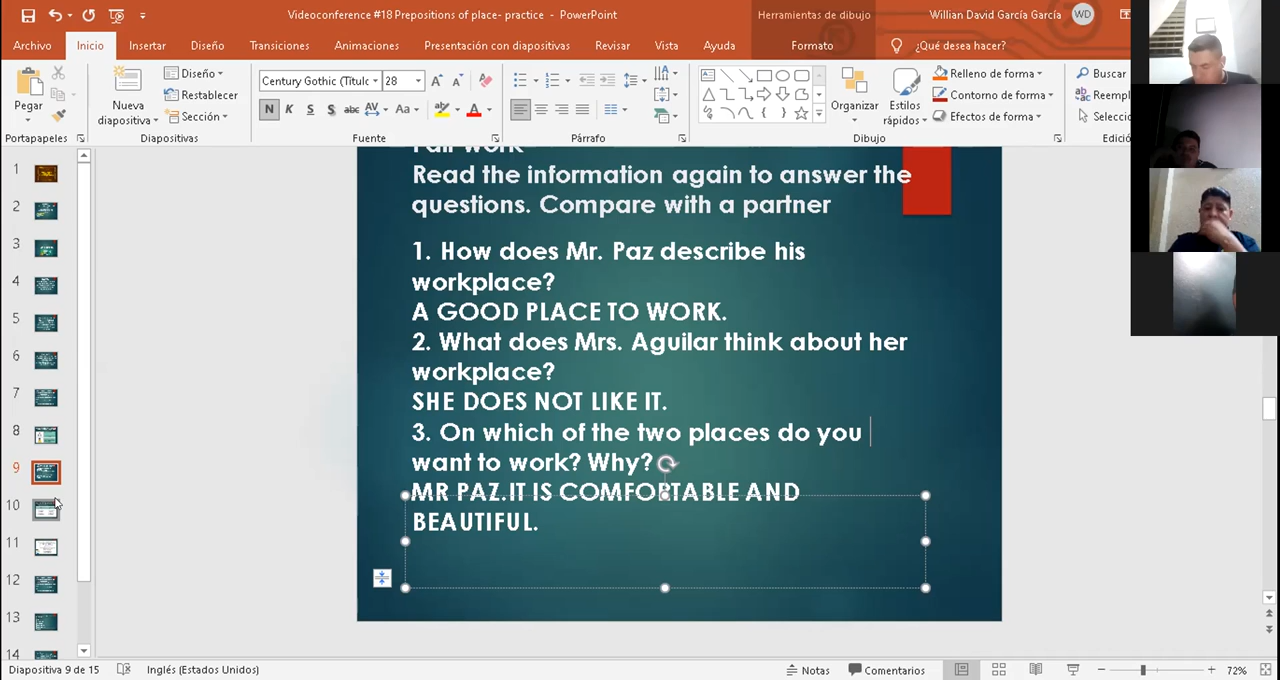 Videoconference #18 Prepositions of place- practice - PowerPoint
Herramientas de dibujo
Willian David García García
WD
Archivo
Inicio
Insertar
Diseño
Transiciones
Animaciones
Presentación con diapositivas
Revisar
Vista
Ayuda
Formato
¿Qué desea hacer?
Pegar
Nueva
diapositiva
Diseño
Restablecer
Sección
Century Gothic (Títulc
28
N K S S abc AV Aa A
Organizar
Estilos
rápidos
Relleno de forma
Contorno de forma
Efectos de forma
Buscar
Reempl
Selecci
Portapapeles
Diapositivas
Fuente
Párrafo
Dibujo
Edició
1
2
3
4
5
6
7
8
9
10
11
12
13
14
Pair work
Read the information again to answer the
questions. Compare with a partner
1. How does Mr. Paz describe his
workplace?
A GOOD PLACE TO WORK.
2. What does Mrs. Aguilar think about her
workplace?
SHE DOES NOT LIKE IT.
3. On which of the two places do you
want to work? Why?
MR PAZ.IT IS COMFORTABLE AND
BEAUTIFUL.
Diapositiva 9 de 15
Inglés (Estados Unidos)
Notas
Comentarios
72%